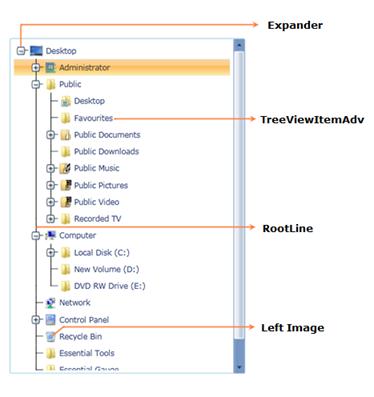 Expander
Desktop
Administrator
Public
Desktop
Favourites
TreeViewItemAdv
Public Documents
Public Downloads
Public Music
Public Pictures
Public Video
Recorded TV
RootLine
Computer
Local Disk (C:)
New Volume (D:)
DVD RW Drive (E:)
Network
Control Panel
Left Image
Recycle Bin
Essential Tools
Essential Gauge